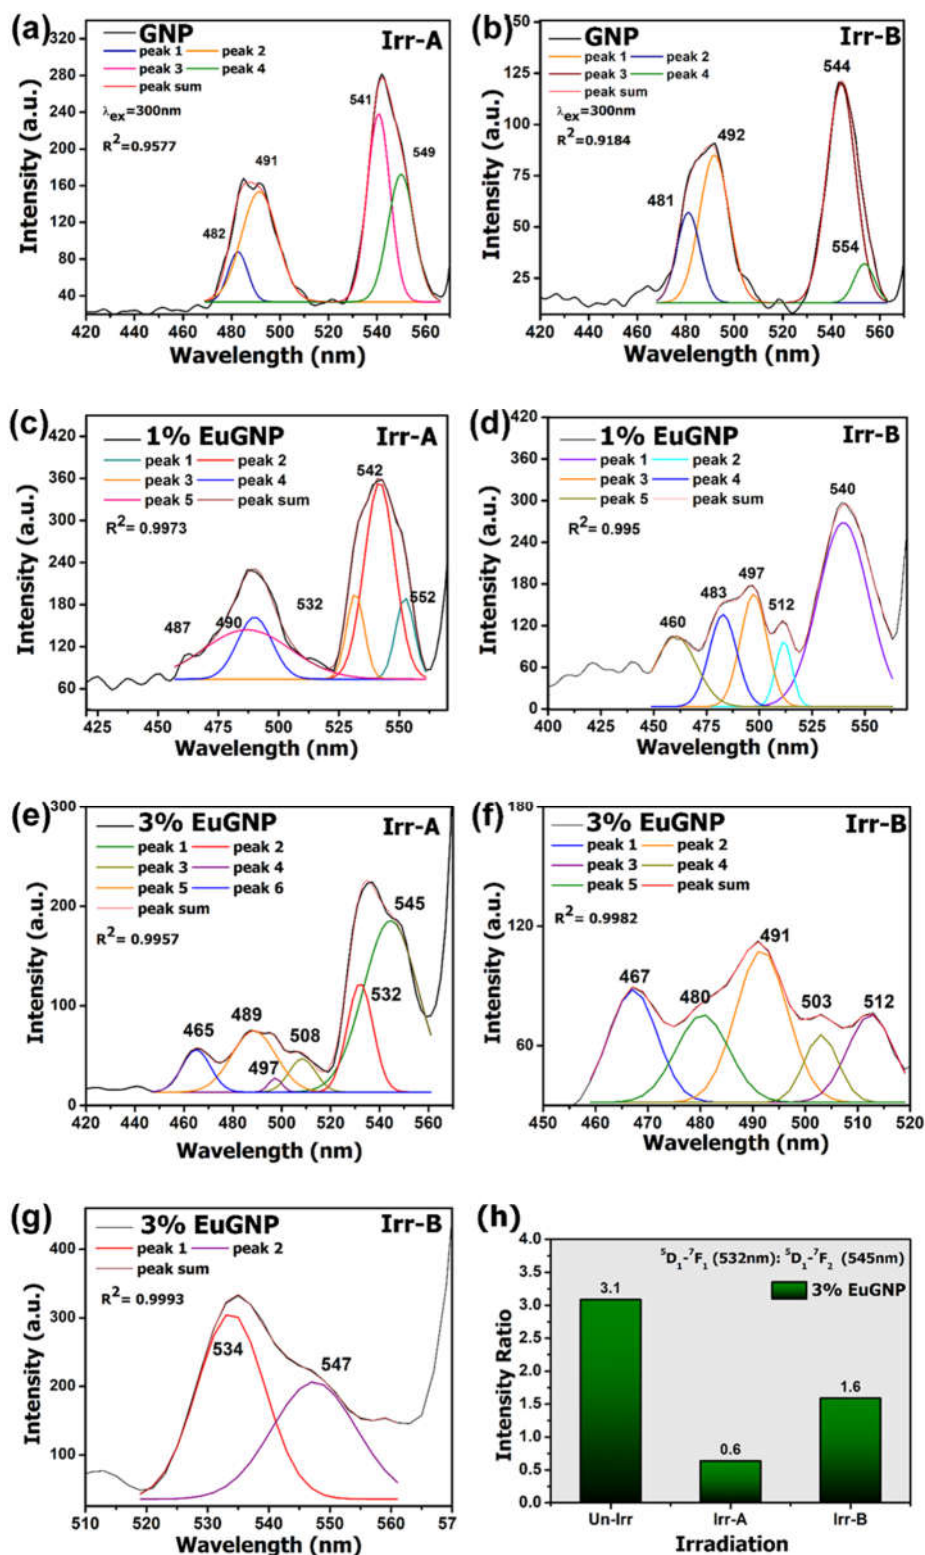 (a)
GNP
Irr-A
peak 1 peak 2
peak 3 peak 4
peak sum
λex=300nm
R²=0.9577
482
491
541
549
320
280
240
200
160
120
80
40
420 440 460 480 500 520 540 560
Wavelength (nm)
Intensity (a.u.)
(b)
GNP
Irr-B
peak 1 peak 2
peak 3 peak 4
peak sum
λex=300nm
R²=0.9184
481
492
544
554
150
125
100
75
50
25
420 440 460 480 500 520 540 560
Wavelength (nm)
Intensity (a.u.)
(c)
1% EuGNP
Irr-A
peak 1 peak 2
peak 3 peak 4
peak 5 peak sum
R²= 0.9973
487
490
532
542
552
420
360
300
240
180
120
60
425 450 475 500 525 550
Wavelength (nm)
Intensity (a.u.)
(d)
1% EuGNP
Irr-B
peak 1 peak 2
peak 3 peak 4
peak 5 peak sum
R²= 0.995
460
483
497
512
540
420
360
300
240
180
120
60
0
400 425 450 475 500 525 550
Wavelength (nm)
Intensity (a.u.)
(e)
3% EuGNP
Irr-A
peak 1 peak 2
peak 3 peak 4
peak 5 peak 6
peak sum
R²= 0.9957
465
489
497
508
532
545
300
200
100
0
420 440 460 480 500 520 540 560
Wavelength (nm)
Intensity (a.u.)
(f)
3% EuGNP
Irr-B
peak 1 peak 2
peak 3 peak 4
peak 5 peak sum
R²= 0.9982
467
480
491
503
512
180
120
60
450 460 470 480 490 500 510 520
Wavelength (nm)
Intensity (a.u.)
(g)
3% EuGNP
Irr-B
peak 1 peak 2
peak sum
R²= 0.9993
534
547
400
300
200
100
510 520 530 540 550 560 57
Wavelength (nm)
Intensity (a.u.)
(h)
⁵D₁-⁷F₁ (532nm): ⁵D₁-⁷F₂ (545nm)
3% EuGNP
3.1
0.6
1.6
4.0
3.5
3.0
2.5
2.0
1.5
1.0
0.5
0.0
Un-Irr Irr-A Irr-B
Irradiation
Intensity Ratio